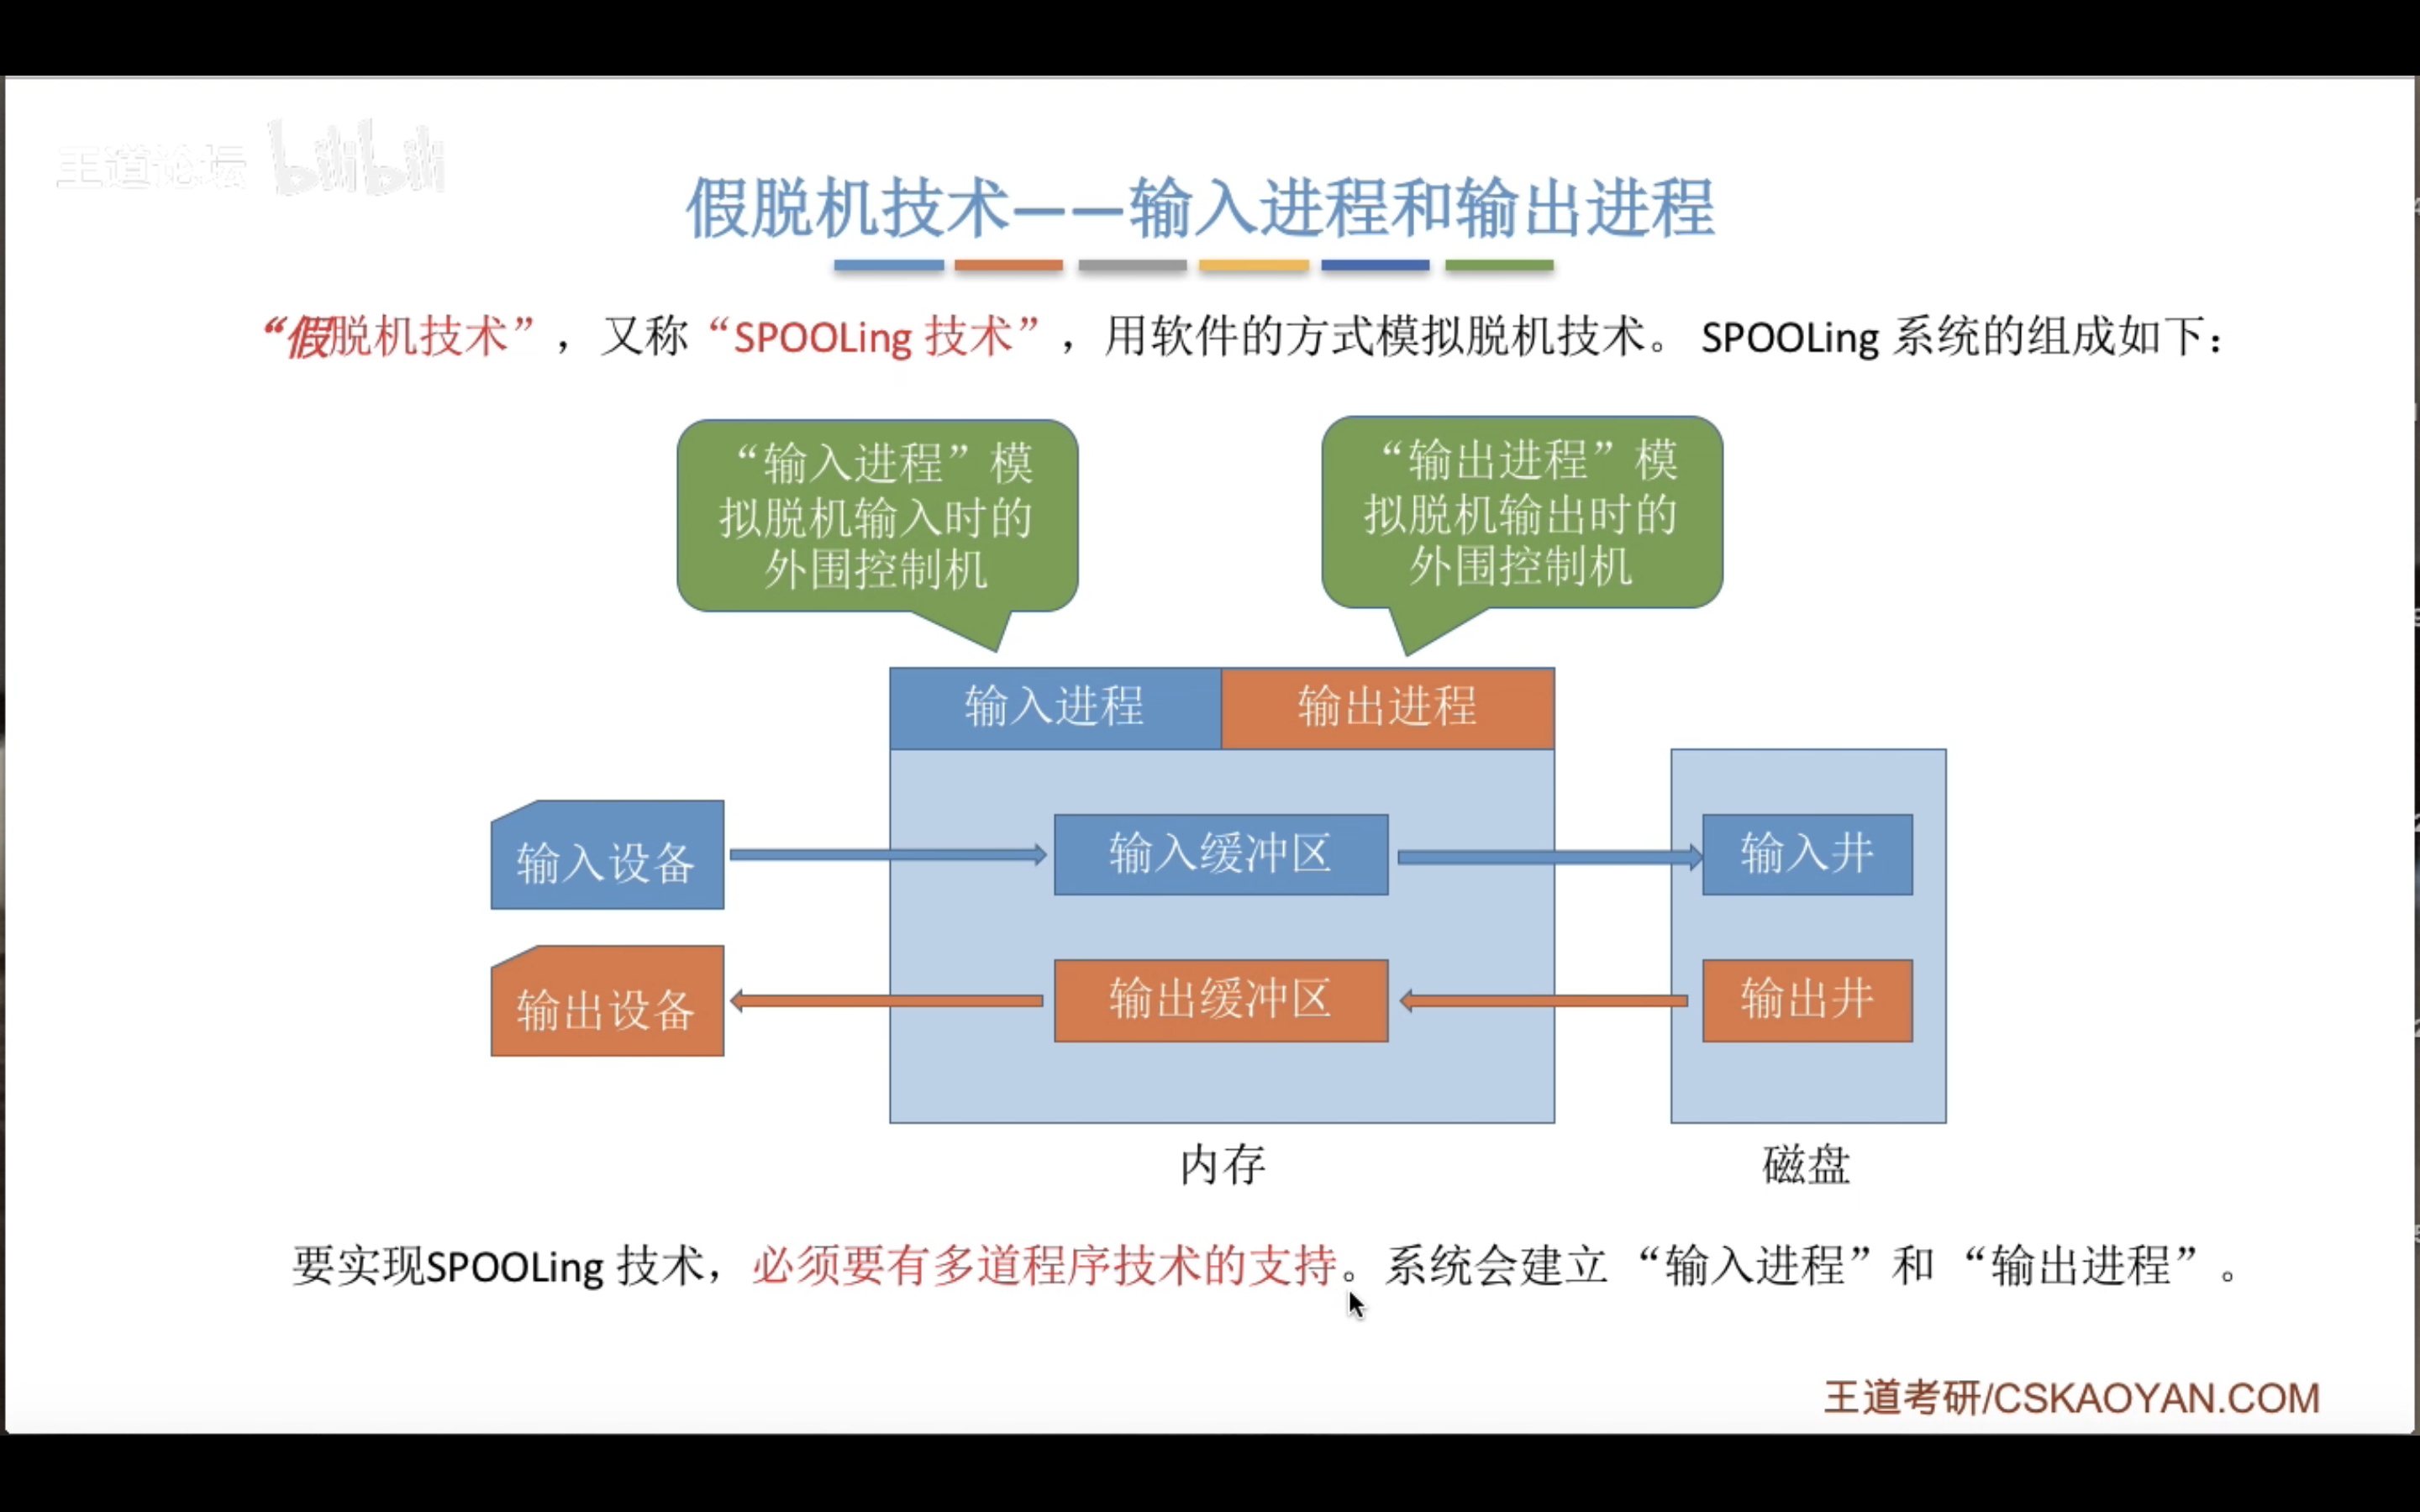 王道论坛 bilibili
假脱机技术——输入进程和输出进程
“假脱机技术”，又称“SPOOLing 技术”，用软件的方式模拟脱机技术。 SPOOLing 系统的组成如下：
“输入进程”模
拟脱机输入时的
外围控制机
“输出进程”模
拟脱机输出时的
外围控制机
输入进程
输出进程
输入设备
输入缓冲区
输入井
输出设备
输出缓冲区
输出井
内存
磁盘
要实现SPOOLing 技术，必须要有多道程序技术的支持。系统会建立“输入进程”和“输出进程”。
王道考研/CSKAOYAN.COM